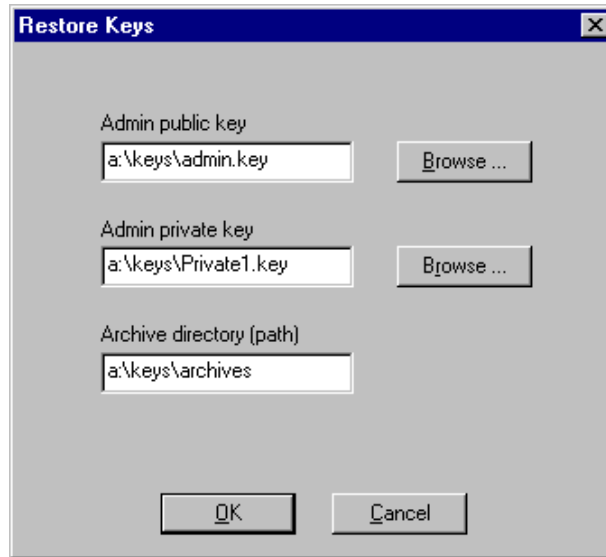 Restore Keys
Admin public key
a:\keys\admin.key
Browse ...
Admin private key
a:\keys\Private1.key
Browse ...
Archive directory (path)
a:\keys\archives
OK
Cancel